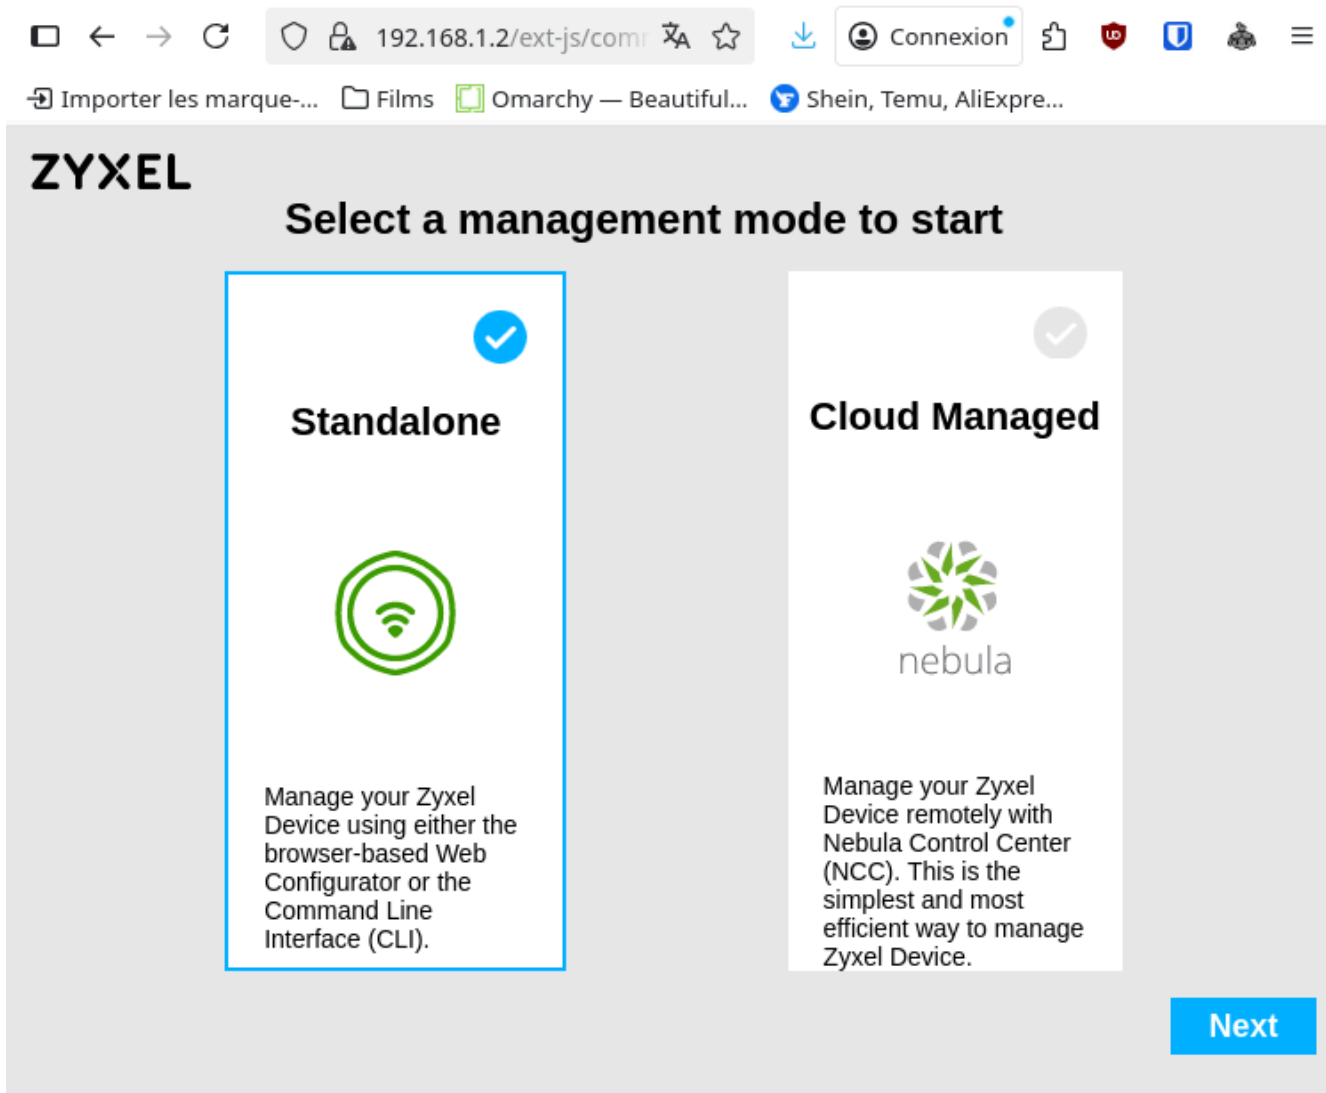 192.168.1.2/ext-js/com
Connexion
Importer les marque-...
Films
Omarchy — Beautiful...
Shein, Temu, AliExpre...
ZYXEL
Select a management mode to start
Standalone
Manage your Zyxel
Device using either the
browser-based Web
Configurator or the
Command Line
Interface (CLI).
Cloud Managed
nebula
Manage your Zyxel
Device remotely with
Nebula Control Center
(NCC). This is the
simplest and most
efficient way to manage
Zyxel Device.
Next